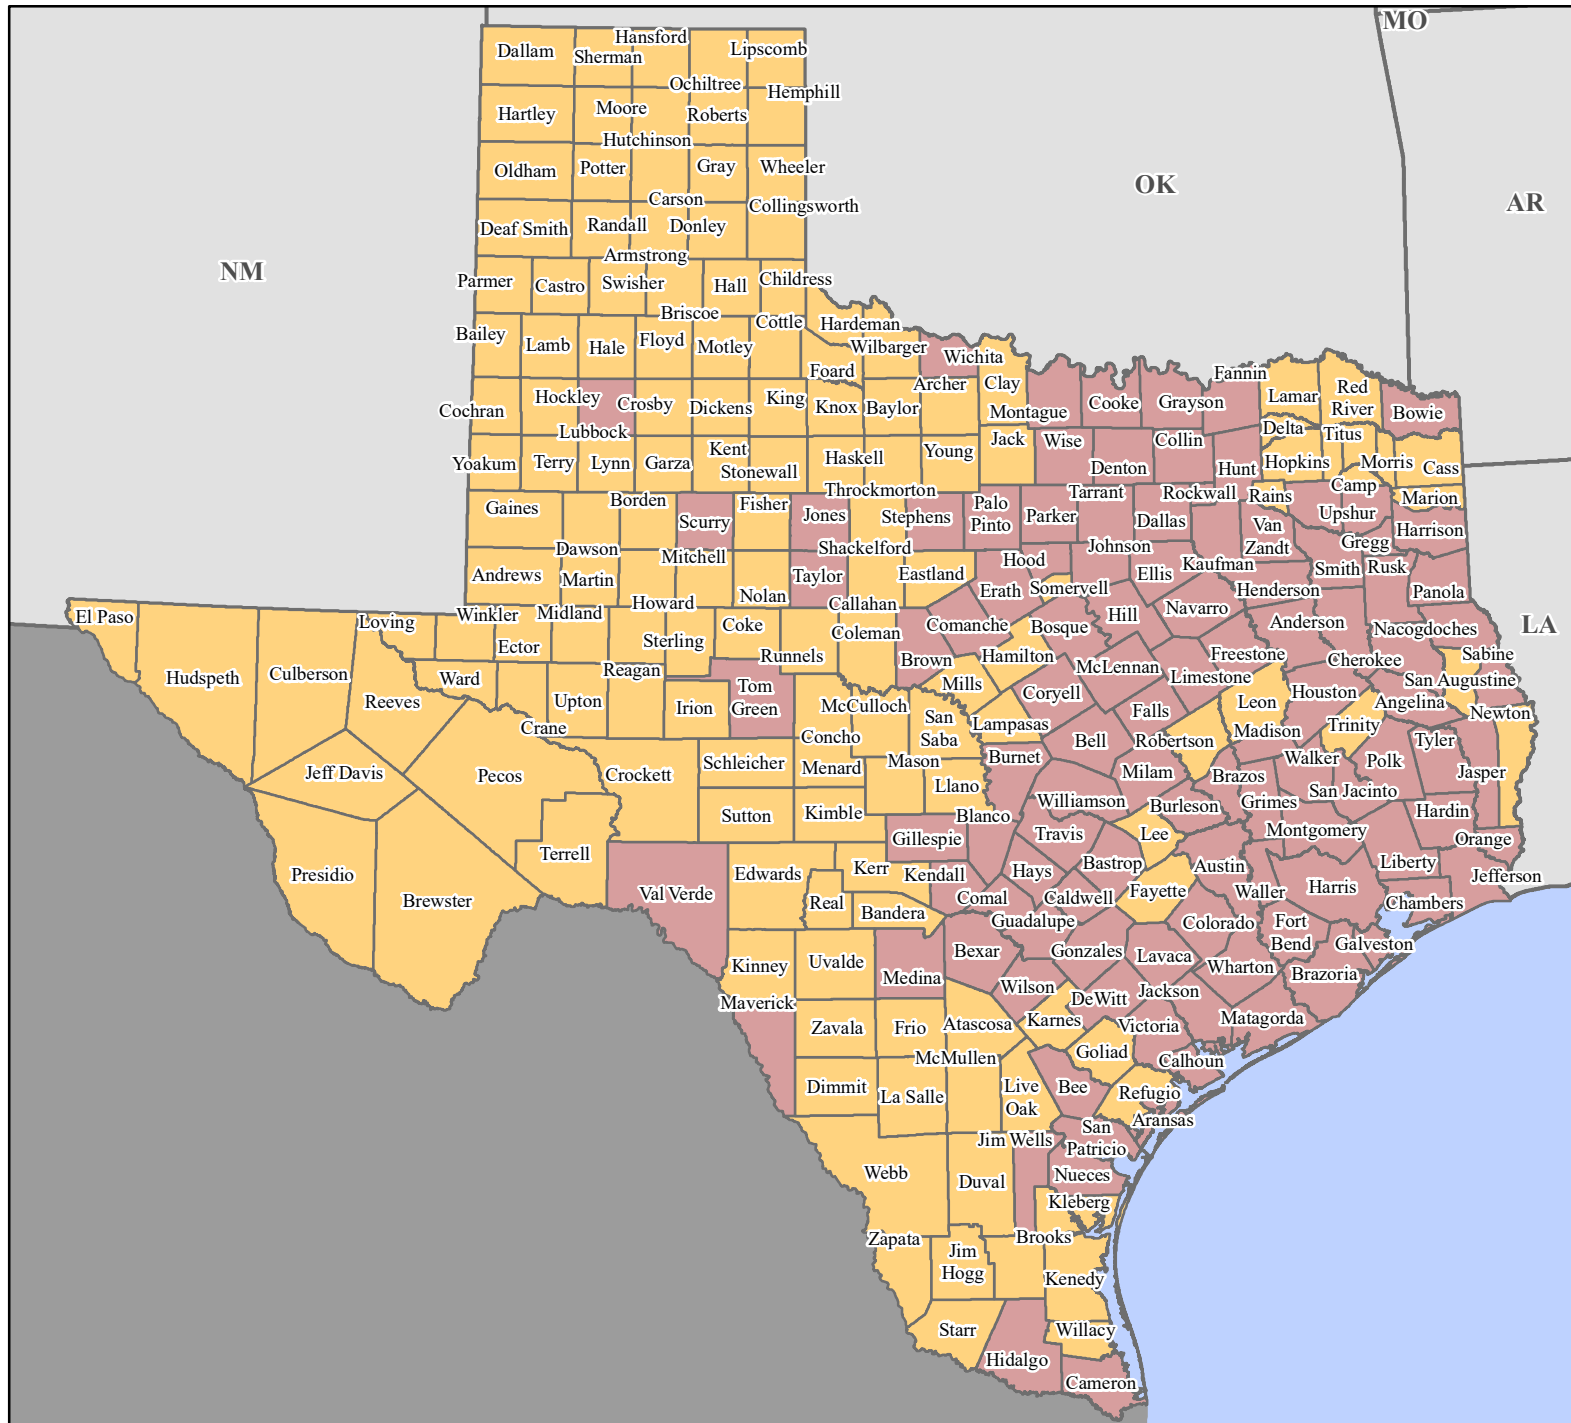 MO
Hansford
Dallam
Sherman
Lipscomb
Ochiltree
Hemphill
Hartley
Moore
Roberts
Hutchinson
Oldham
Potter
Gray
Wheeler
OK
Carson
Collingsworth
AR
Deaf Smith
Randall
Donley
Armstrong
NM
Parmer
Castro
Swisher
Hall
Childress
Briscoe
Cottle
Hardeman
Bailey
Lamb
Hale
Floyd
Motley
Wilbarger
Wichita
Foard
Fannin
Archer
Clay
Cochran
Hockley
Crosby
Dickens
King
Knox
Baylor
Montague
Cooke
Grayson
Lamar
Red
River
Bowie
Lubbock
Delta
Titus
Yoakum
Terry
Lynn
Garza
Kent
Stonewall
Haskell
Young
Jack
Wise
Denton
Collin
Hunt
Hopkins
Morris
Cass
Throckmorton
Tarrant
Rockwall
Rains
Camp
Marion
Gaines
Borden
Scurry
Fisher
Jones
Stephens
Palo
Pinto
Parker
Dallas
Van
Zandt
Upshur
Harrison
Dawson
Mitchell
Shackelford
Hood
Johnson
Kaufman
Gregg
Andrews
Martin
Nolan
Taylor
Eastland
Erath
Somervell
Ellis
Henderson
Smith
Rusk
Panola
El Paso
Loving
Winkler
Midland
Howard
Callahan
Hill
Navarro
Anderson
Nacogdoches
LA
Ector
Sterling
Coke
Coleman
Comanche
Bosque
Hudspeth
Culberson
Reeves
Ward
Upton
Reagan
Irion
Runnels
Tom
Green
Brown
Mills
Hamilton
Coryell
McLennan
Limestone
Freestone
Cherokee
Sabine
San Augustine
Houston
Leon
Angelina
Newton
Crane
McCulloch
Concho
San
Saba
Lampasas
Falls
Bell
Robertson
Madison
Trinity
Tyler
Jeff Davis
Pecos
Crockett
Schleicher
Menard
Mason
Llano
Burnet
Milam
Brazos
Walker
Polk
Jasper
San Jacinto
Sutton
Kimble
Williamson
Burleson
Grimes
Hardin
Blanco
Gillespie
Travis
Lee
Montgomery
Orange
Terrell
Presidio
Brewster
Val Verde
Edwards
Kerr
Kendall
Hays
Bastrop
Austin
Liberty
Jefferson
Real
Bandera
Comal
Caldwell
Fayette
Waller
Harris
Chambers
Guadalupe
Colorado
Fort
Bend
Galveston
Kinney
Uvalde
Medina
Bexar
Gonzales
Lavaca
Wharton
Brazoria
Maverick
Wilson
DeWitt
Jackson
Matagorda
Zavala
Frio
Atascosa
Karnes
Victoria
McMullen
Goliad
Calhoun
Dimmit
La Salle
Live
Oak
Bee
Refugio
Aransas
San
Patricio
Jim Wells
Webb
Duval
Nueces
Kleberg
Zapata
Jim
Hogg
Brooks
Kenedy
Starr
Willacy
Hidalgo
Cameron